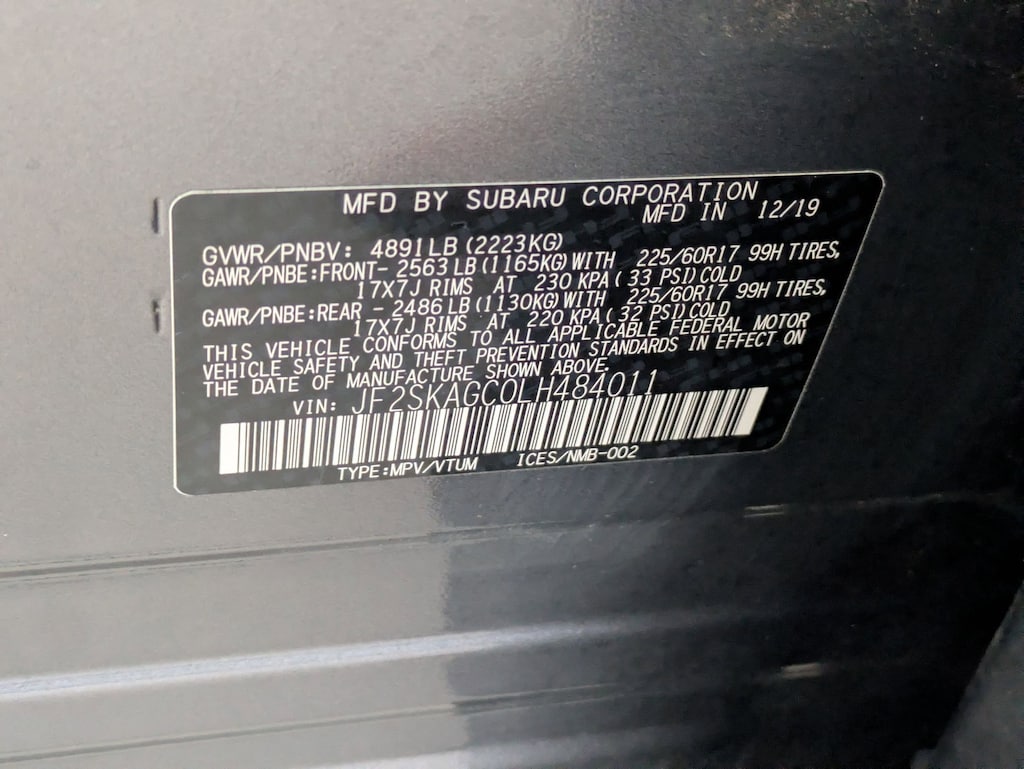 MFD BY SUBARU CORPORATION
MFD IN 12/19
GVWR/PNBV: 4891LB (2223KG)
GAWR/PNBE:FRONT- 2563LB (1165KG) WITH 225/60R17 99H TIRES,
17X7J RIMS AT 230 KPA ( 33 PSI) COLD
GAWR/PNBE:REAR - 2486LB (1130KG) WITH 225/60R17 99H TIRES,
17X7J RIMS AT 220 KPA ( 32 PSI) COLD
THIS VEHICLE CONFORMS TO ALL APPLICABLE FEDERAL MOTOR
VEHICLE SAFETY AND THEFT PREVENTION STANDARDS IN EFFECT ON
THE DATE OF MANUFACTURE SHOWN ABOVE.
VIN: JF2SKAGC0LH484011
TYPE:MPV/VTUM ICES/NMB-002